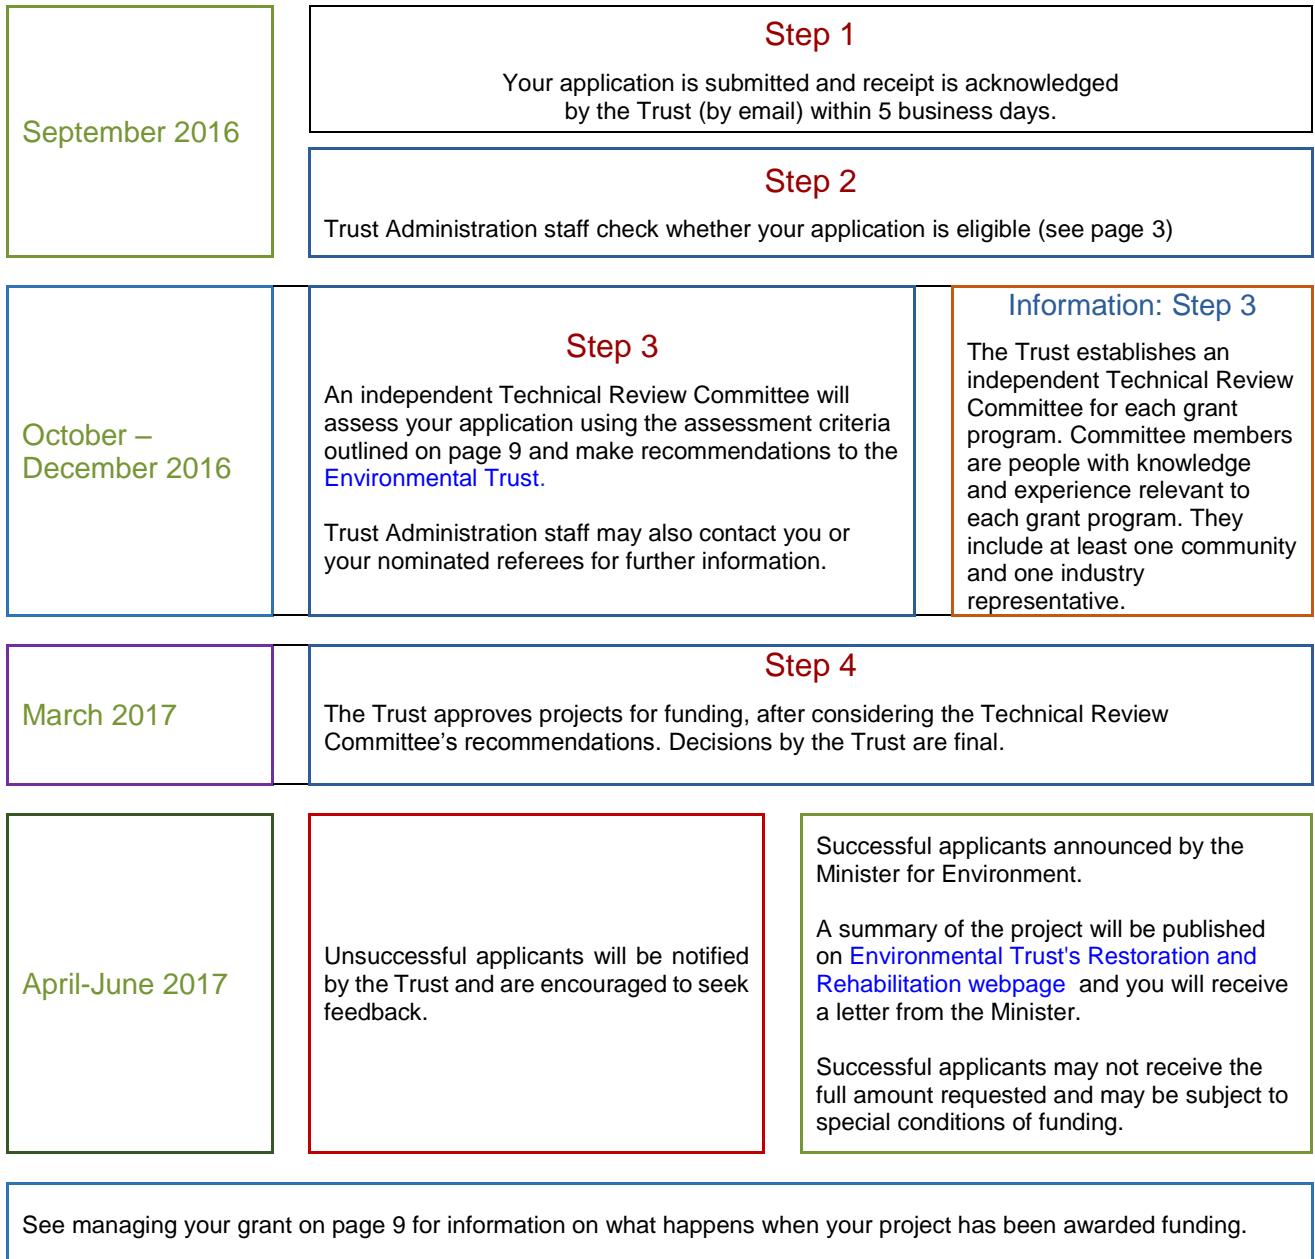 September 2016
Step 1
Your application is submitted and receipt is acknowledged
by the Trust (by email) within 5 business days.
Step 2
Trust Administration staff check whether your application is eligible (see page 3)
October –
December 2016
Step 3
An independent Technical Review Committee will
assess your application using the assessment criteria
outlined on page 9 and make recommendations to the
Environmental Trust.
Trust Administration staff may also contact you or
your nominated referees for further information.
Information: Step 3
The Trust establishes an
independent Technical Review
Committee for each grant
program. Committee members
are people with knowledge
and experience relevant to
each grant program. They
include at least one community
and one industry
representative.
March 2017
Step 4
The Trust approves projects for funding, after considering the Technical Review
Committee’s recommendations. Decisions by the Trust are final.
April-June 2017
Unsuccessful applicants will be notified
by the Trust and are encouraged to seek
feedback.
Successful applicants announced by the
Minister for Environment.
A summary of the project will be published
on Environmental Trust's Restoration and
Rehabilitation webpage and you will receive
a letter from the Minister.
Successful applicants may not receive the
full amount requested and may be subject to
special conditions of funding.
See managing your grant on page 9 for information on what happens when your project has been awarded funding.